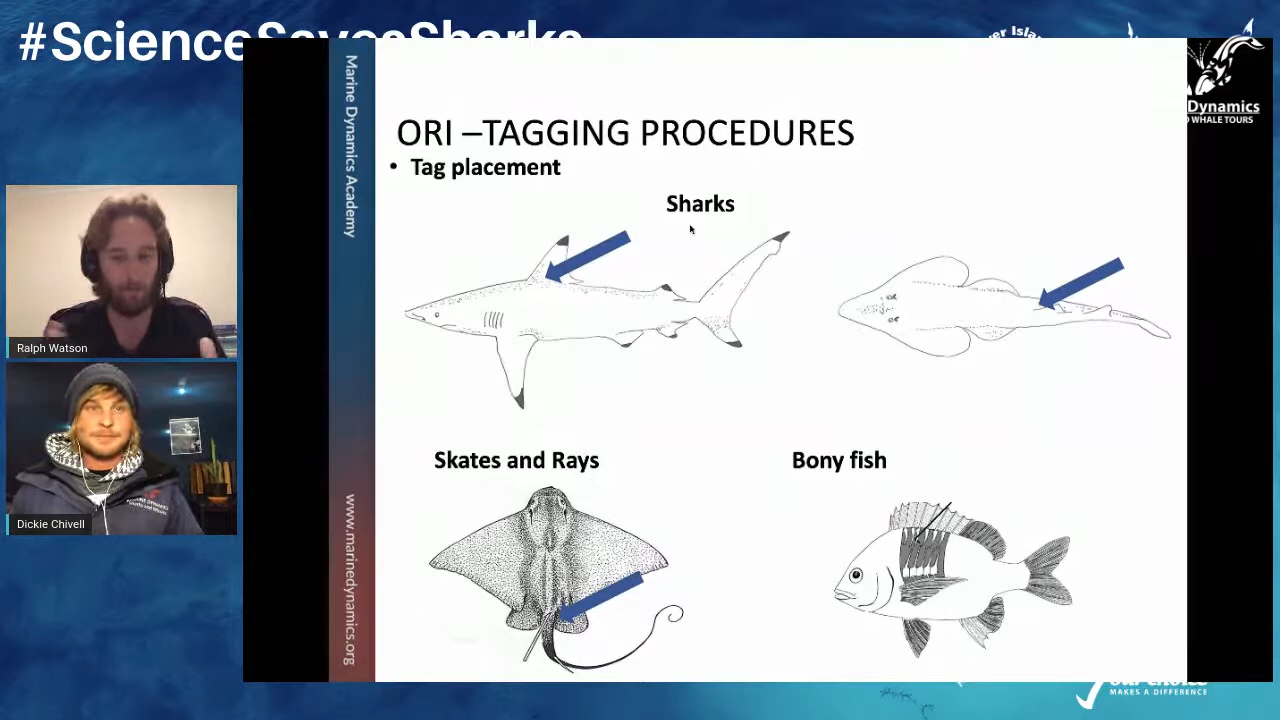 #ScienceSavesSharks
Marine Dynamics Academy
www.marinedynamics.org
ORI –TAGGING PROCEDURES
• Tag placement
Sharks
Skates and Rays
Bony fish
Ralph Watson
Dickie Chivell
Dynamics
WHALE TOURS
MAKES A DIFFERENCE